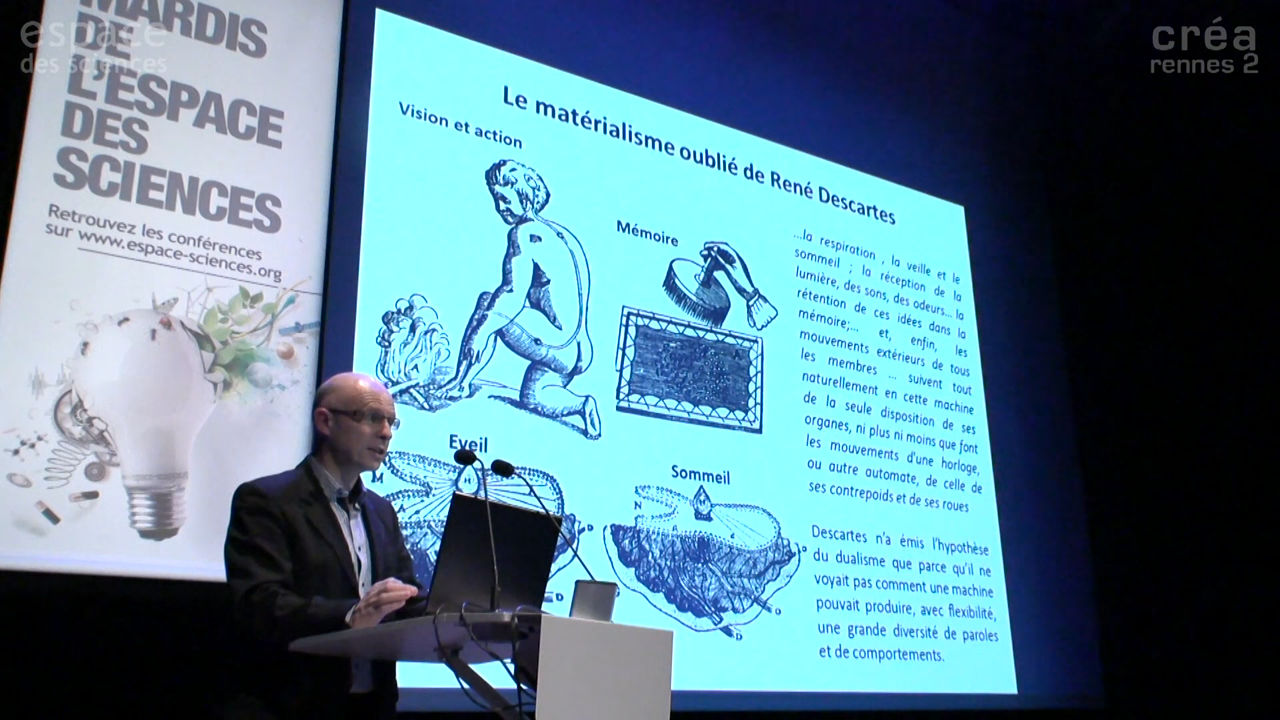 espace
des sciences
créa
rennes 2
MARDIS
DE
L'ESPACE
DES
SCIENCES
Retrouvez les conférences
sur www.espace-sciences.org
Le matérialisme oublié de René Descartes
Vision et action
Mémoire
Eveil
Sommeil
...la respiration , la veille et le
sommeil ; la réception de la
lumière, des sons, des odeurs... la
rétention de ces idées dans la
mémoire;... et, enfin, les
mouvements extérieurs de tous
les membres ... suivent tout
naturellement en cette machine
de la seule disposition de ses
organes, ni plus ni moins que font
les mouvements d'une horloge,
ou autre automate, de celle de
ses contrepoids et de ses roues
Descartes n'a émis l'hypothèse
du dualisme que parce qu'il ne
voyait pas comment une machine
pouvait produire, avec flexibilité,
une grande diversité de paroles
et de comportements.